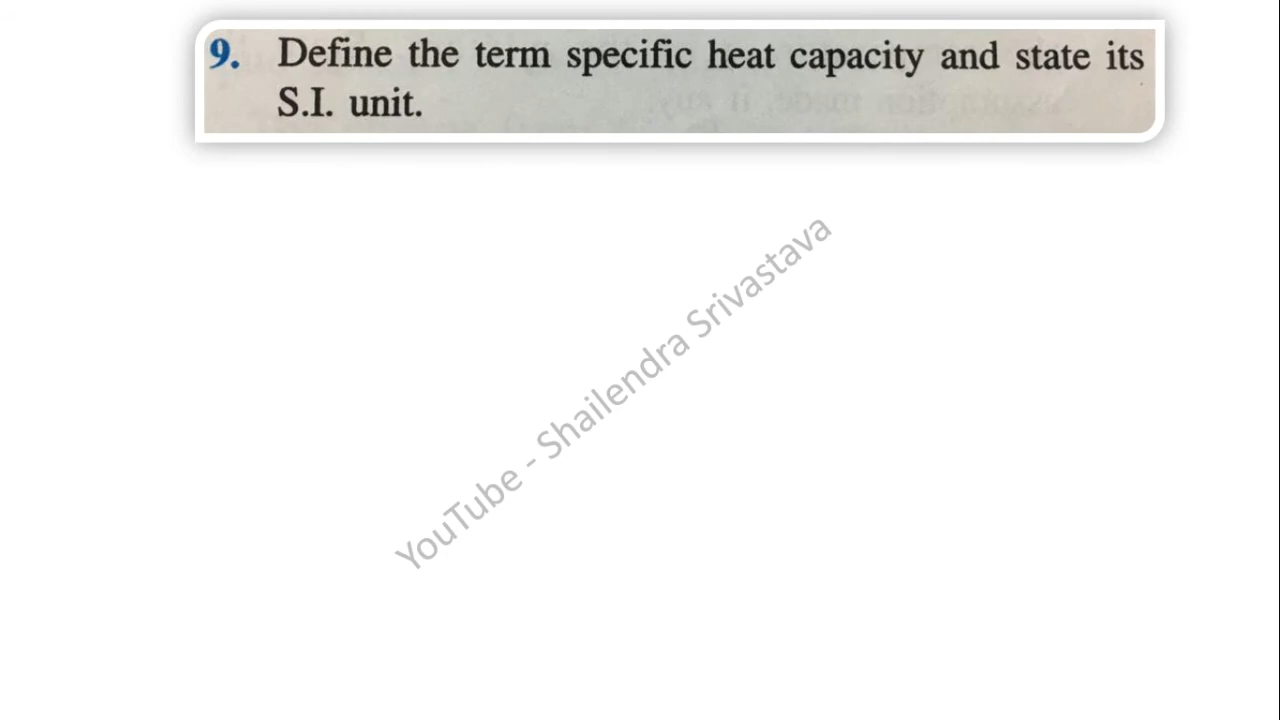 9. Define the term specific heat capacity and state its
S.I. unit.
YouTube - Shailendra Srivastava